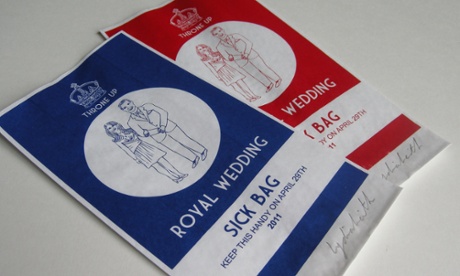 THRONE UP
ROYAL WEDDING
SICK BAG
KEEP THIS HANDY ON APRIL 29TH
2011
THRONE UP
WEDDING
K BAG
DY ON APRIL 29TH
11